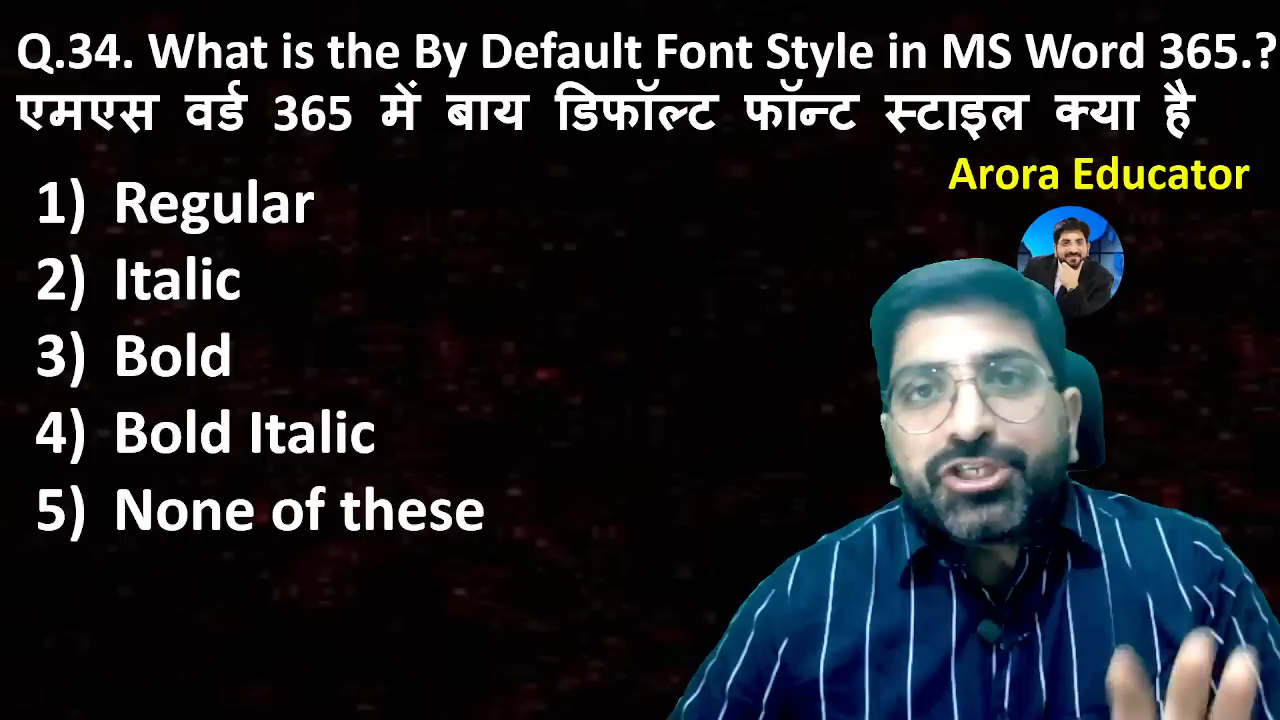 Q.34. What is the By Default Font Style in MS Word 365.?
एमएस वर्ड 365 में बाय डिफॉल्ट फॉन्ट स्टाइल क्या है
Arora Educator
1) Regular
2) Italic
3) Bold
4) Bold Italic
5) None of these